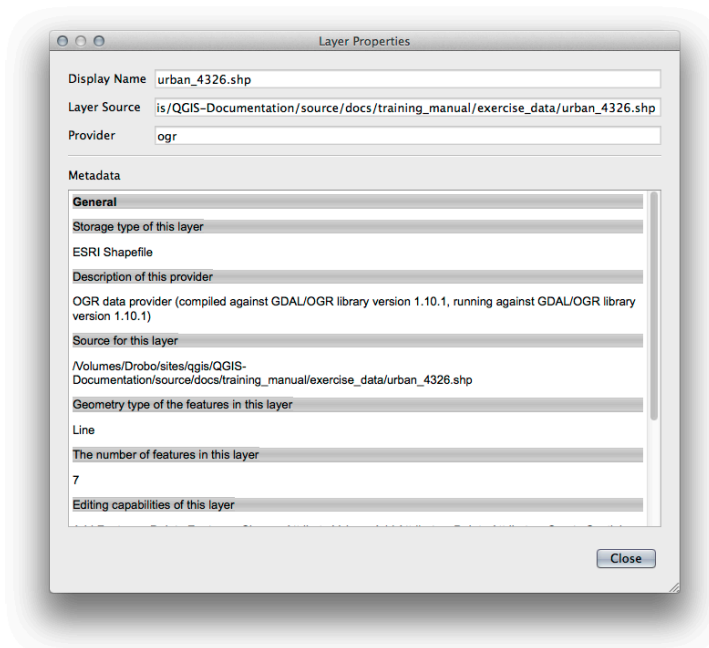 Layer Properties
Display Name urban_4326.shp
Layer Source is/QGIS-Documentation/source/docs/training_manual/exercise_data/urban_4326.shp
Provider ogr
Metadata
General
Storage type of this layer
ESRI Shapefile
Description of this provider
OGR data provider (compiled against GDAL/OGR library version 1.10.1, running against GDAL/OGR library
version 1.10.1)
Source for this layer
/Volumes/Drobo/sites/qgis/QGIS-
Documentation/source/docs/training_manual/exercise_data/urban_4326.shp
Geometry type of the features in this layer
Line
The number of features in this layer
7
Editing capabilities of this layer
Close